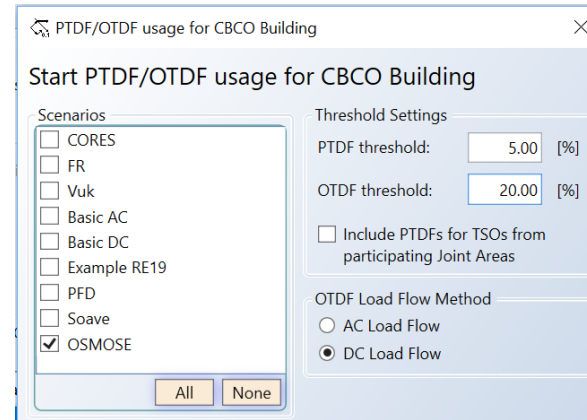 PTDF/OTDF usage for CBCO Building
Start PTDF/OTDF usage for CBCO Building
Scenarios
CORES
FR
Vuk
Basic AC
Basic DC
Example RE19
PFD
Soave
OSMOSE
All None
Threshold Settings
PTDF threshold: 5.00 [%]
OTDF threshold: 20.00 [%]
Include PTDFs for TSOs from
participating Joint Areas
OTDF Load Flow Method
AC Load Flow
DC Load Flow